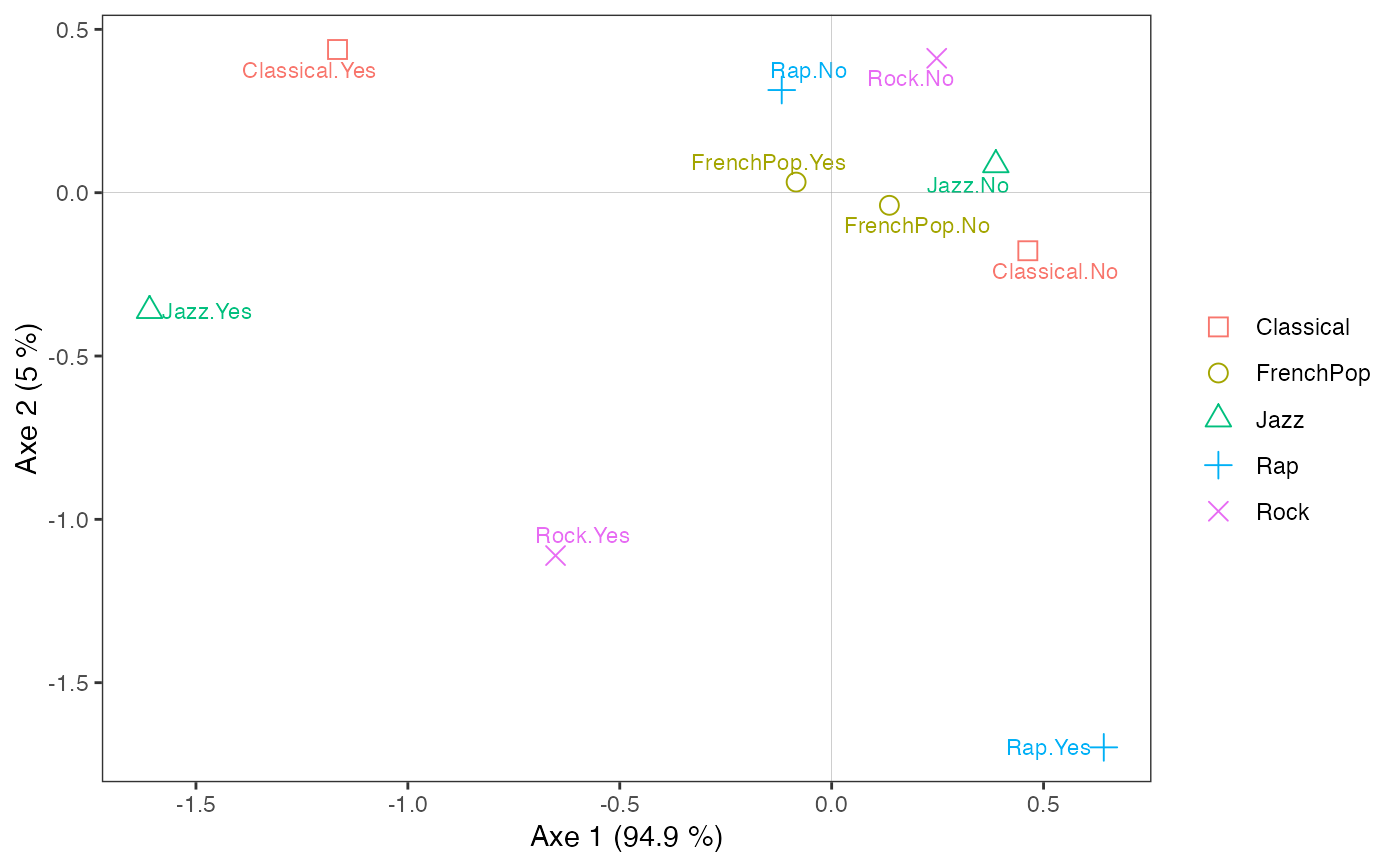 0.5
Classical.Yes
Rap.No
Rock.No
FrenchPop.Yes
Jazz.No
0.0
FrenchPop.No
Classical.No
Jazz.Yes
-0.5
Rock.Yes
-1.0
-1.5
Rap.Yes
-1.5 -1.0 -0.5 0.0 0.5
Axe 1 (94.9 %)
Axe 2 (5 %)
Classical
FrenchPop
Jazz
Rap
Rock